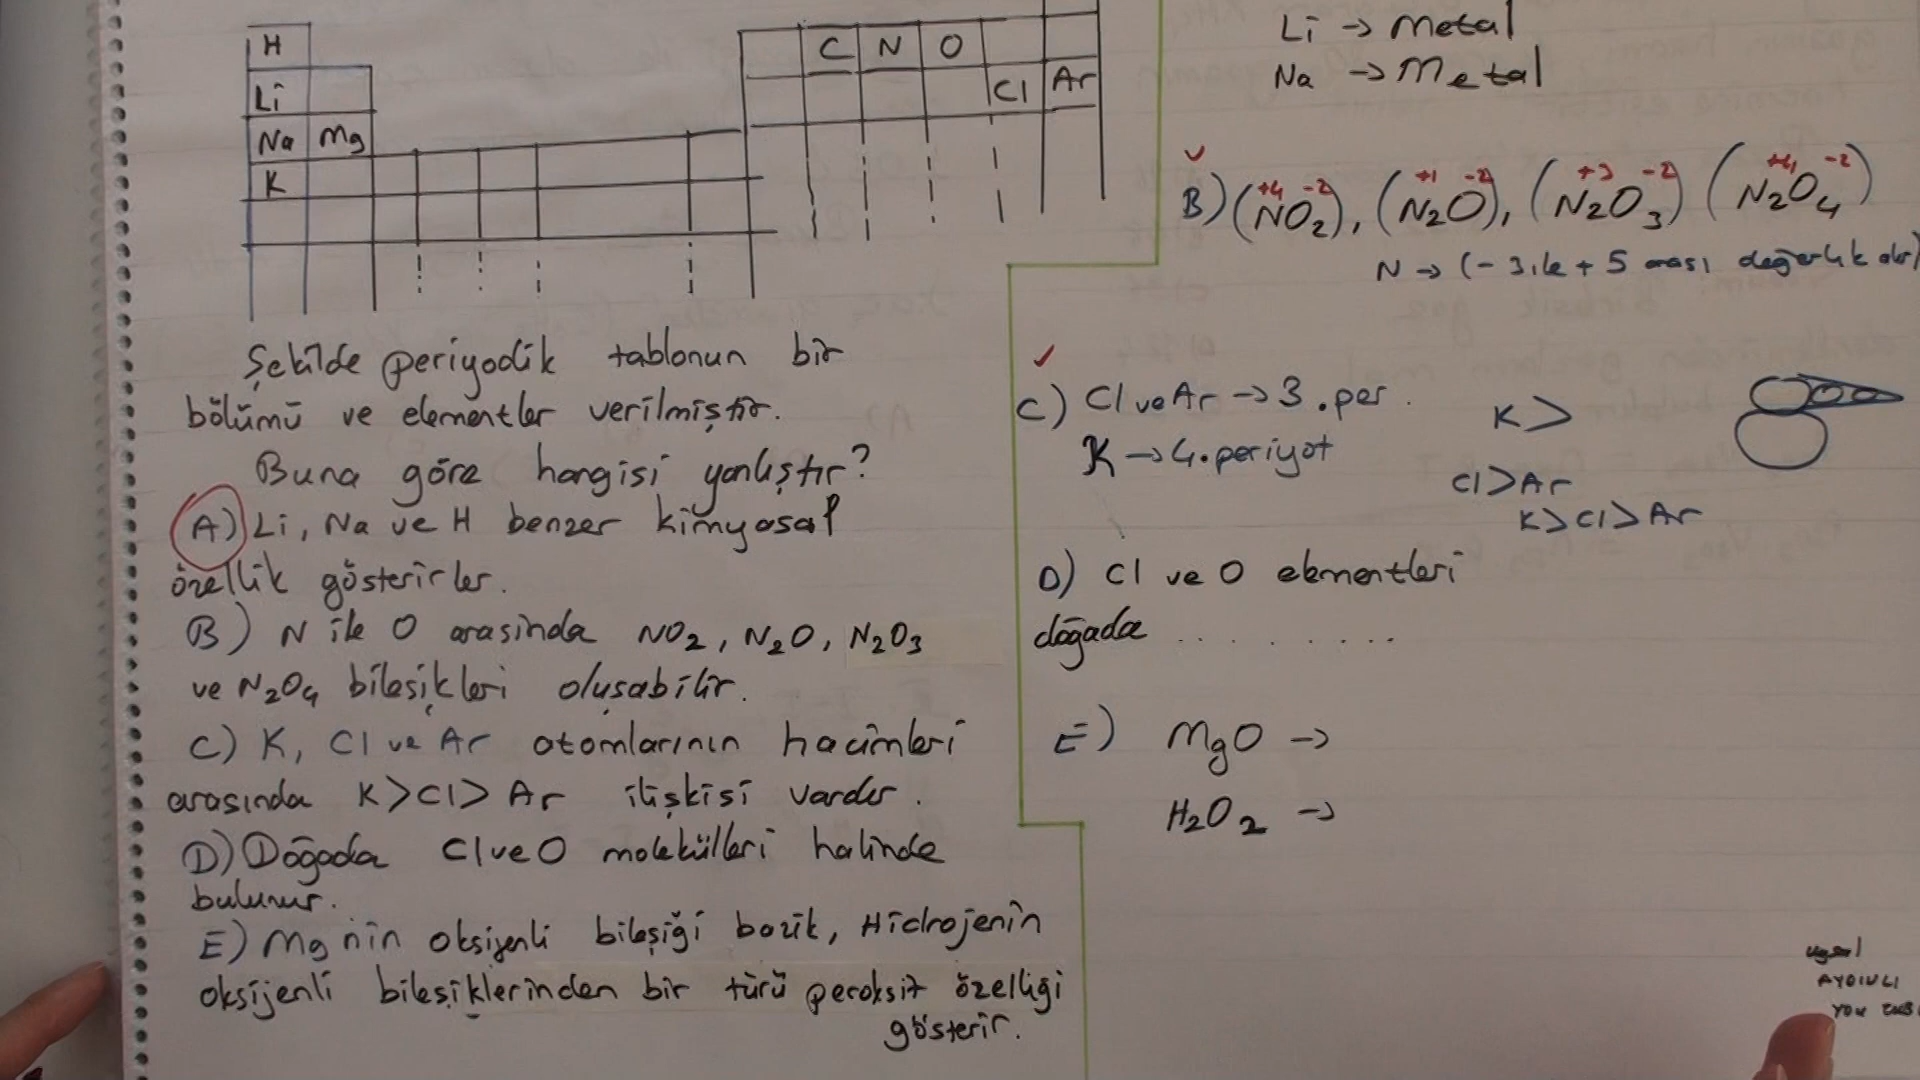 H
C N O
Li
Cl Ar
Na Mg
K
Şekilde periyodik tablonun bir
bölümü ve elementler verilmiştir.
Buna göre hangisi yanlıştır?
A) Li, Na ve H benzer kimyasal
özellik gösterirler.
B) N ile O arasinda NO2, N2O, N2O3
ve N2O4 bileşikleri oluşabilir.
C) K, Cl ve Ar atomlarının hacimleri
arasında K>Cl> Ar ilişkisi vardır.
D) Doğada Cl ve O molekülleri halinde
bulunur.
E) Mg nin oksijenli bileşiği bazik, Hidrojenin
oksijenli bileşiklerinden bir türü peroksit özelliği
gösterir.
Li → Metal
Na → Metal
+4 -2 +1 -2 +3 -2 +4 -2
B) (NO2), (N2O), (N2O3) (N2O4)
N → (-3 ile +5 arası değerlik alır)
C) Cl ve Ar → 3.per.
K → 4.periyot
K >
Cl > Ar
K > Cl > Ar
D) Cl ve O elementleri
doğada . . . . . . . . .
E) MgO →
H2O2 →
AYDINLI